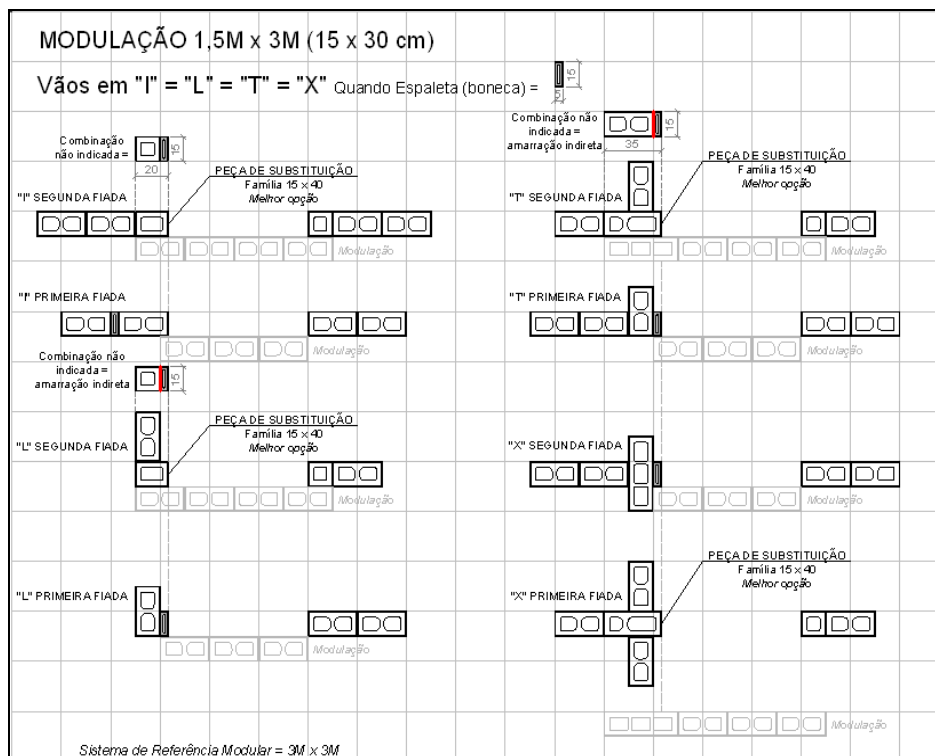 MODULAÇÃO 1,5M x 3M (15 x 30 cm)
Vãos em "I" = "L" = "T" = "X" Quando Espaleta (boneca) =
15
5
Combinação
não indicada =
15
20
PEÇA DE SUBSTITUIÇÃO
Família 15 x 40
Melhor opção
"I" SEGUNDA FIADA
Modulação
Combinação não
indicada =
amarração indireta
15
35
PEÇA DE SUBSTITUIÇÃO
Família 15 x 40
Melhor opção
"T" SEGUNDA FIADA
Modulação
"I" PRIMEIRA FIADA
Modulação
"T" PRIMEIRA FIADA
Modulação
Combinação não
indicada =
amarração indireta
15
PEÇA DE SUBSTITUIÇÃO
Família 15 x 40
Melhor opção
"L" SEGUNDA FIADA
Modulação
"X" SEGUNDA FIADA
Modulação
"L" PRIMEIRA FIADA
Modulação
PEÇA DE SUBSTITUIÇÃO
Família 15 x 40
Melhor opção
"X" PRIMEIRA FIADA
Modulação
Sistema de Referência Modular = 3M x 3M